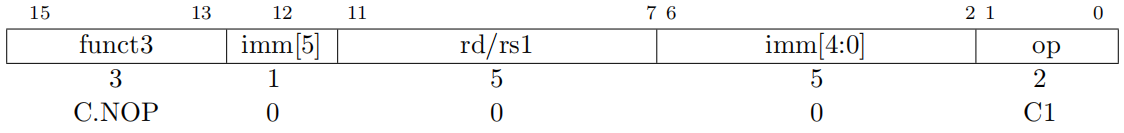 15 13 12 11 7 6 2 1 0
funct3 imm[5] rd/rs1 imm[4:0] op
3 1 5 5 2
C.NOP 0 0 0 C1